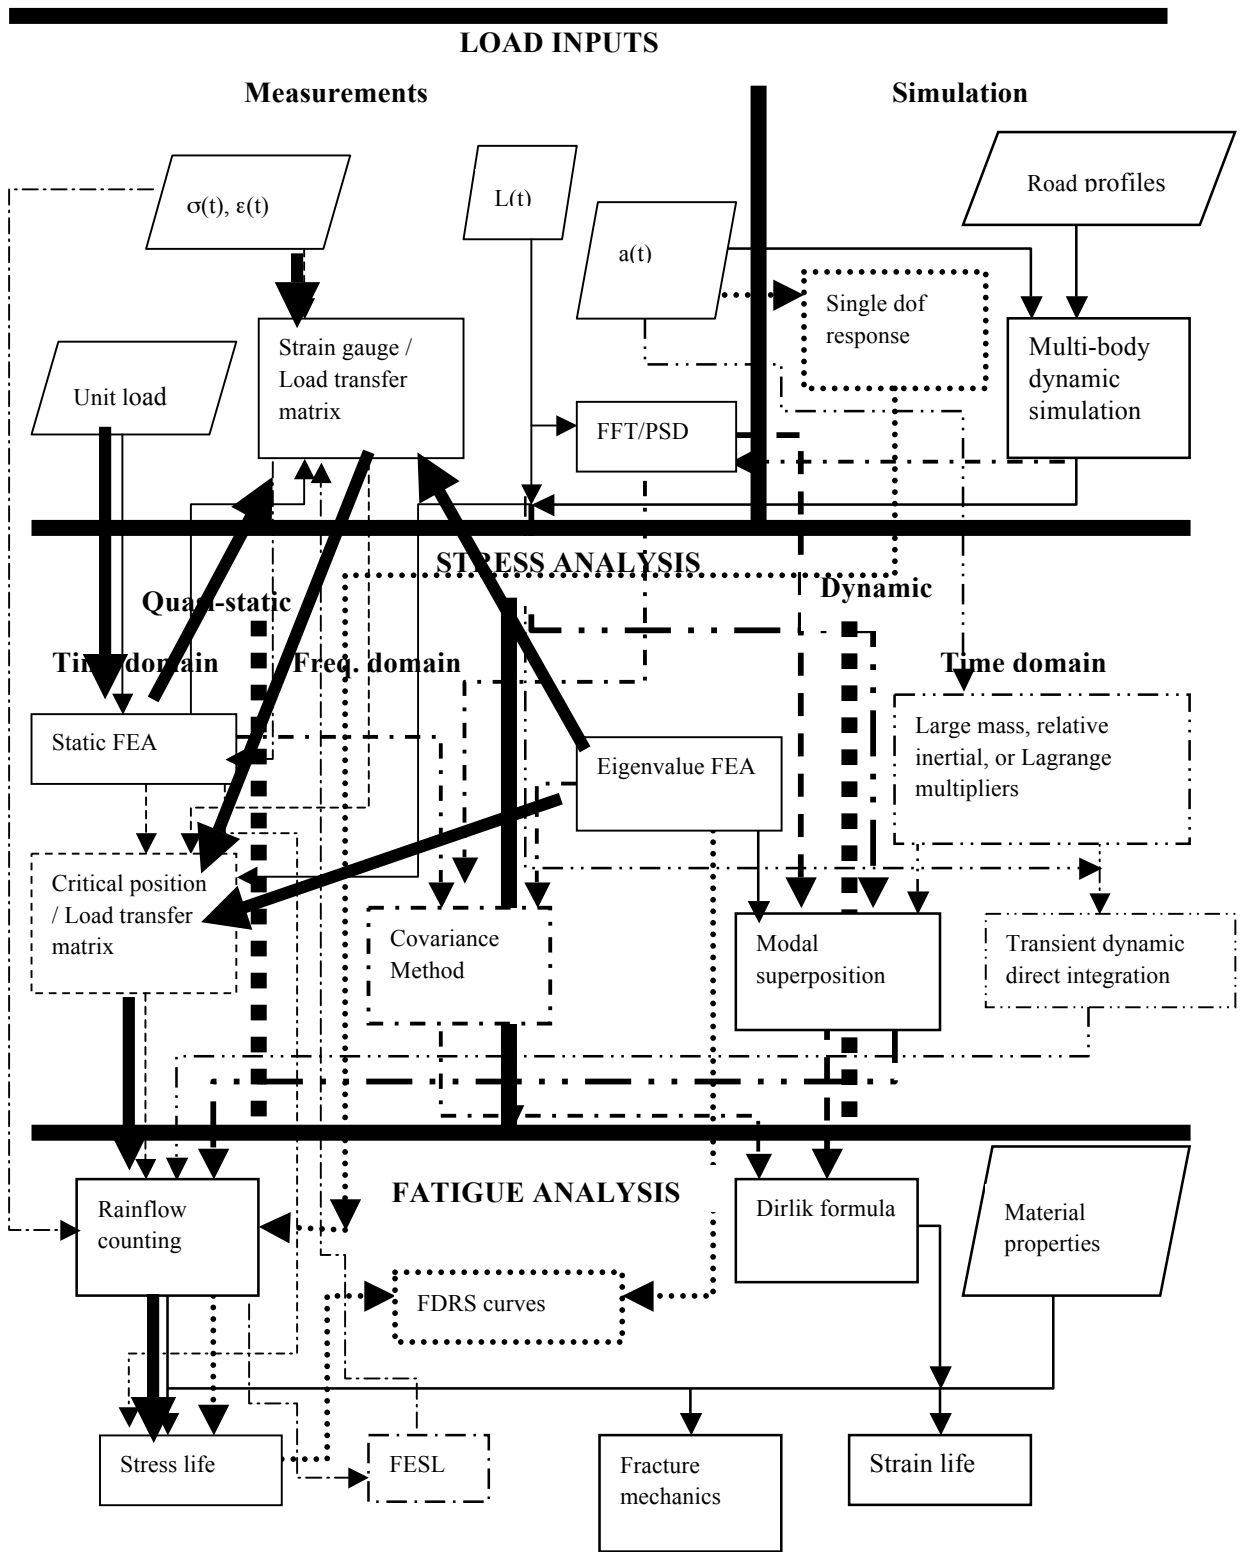 LOAD INPUTS
Measurements
Simulation
σ(t), ε(t)
L(t)
a(t)
Road profiles
Single dof
response
Multi-body
dynamic
simulation
Strain gauge /
Load transfer
matrix
Unit load
FFT/PSD
STRESS ANALYSIS
Quasi-static
Dynamic
Time domain
Freq. domain
Time domain
Static FEA
Eigenvalue FEA
Large mass, relative
inertial, or Lagrange
multipliers
Critical position
/ Load transfer
matrix
Covariance
Method
Modal
superposition
Transient dynamic
direct integration
FATIGUE ANALYSIS
Rainflow
counting
Dirlik formula
Material
properties
FDRS curves
Stress life
FESL
Fracture
mechanics
Strain life